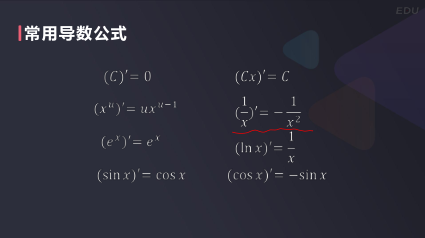 EDU
常用导数公式
(C)′= 0
(Cx)′= C
(x^u)′= ux^{u−1}
(1/x)′= −1/x^2
(e^x)′= e^x
(ln x)′= 1/x
(sin x)′= cos x
(cos x)′= −sin x